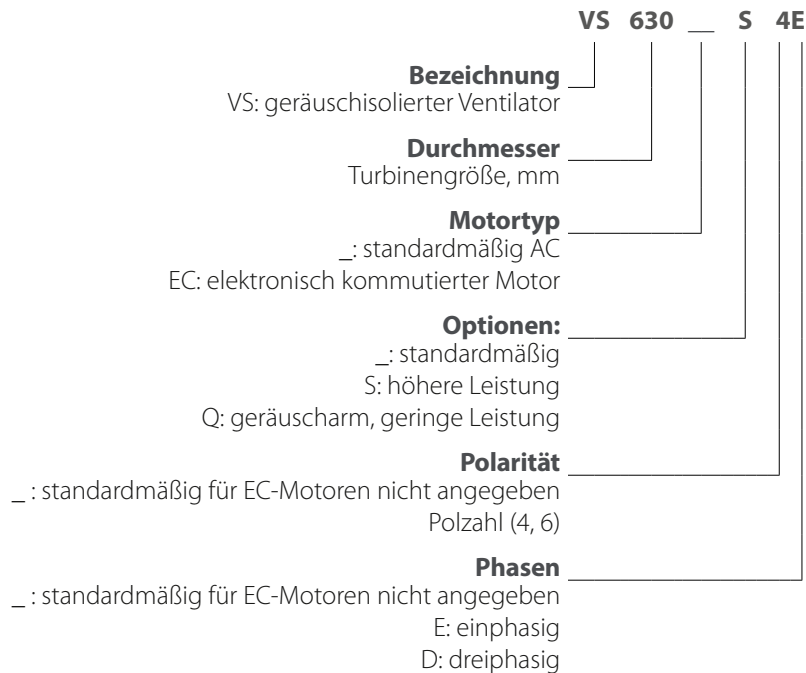 VS 630 __ S 4E
Bezeichnung
VS: geräuschisolierter Ventilator
Durchmesser
Turbinengröße, mm
Motortyp
_: standardmäßig AC
EC: elektronisch kommutierter Motor
Optionen:
_: standardmäßig
S: höhere Leistung
Q: geräuscharm, geringe Leistung
Polarität
_ : standardmäßig für EC-Motoren nicht angegeben
Polzahl (4, 6)
Phasen
_ : standardmäßig für EC-Motoren nicht angegeben
E: einphasig
D: dreiphasig